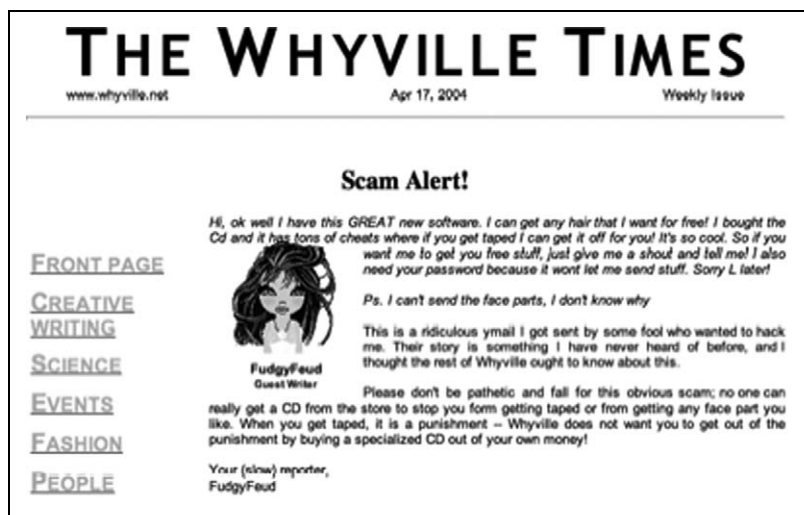 THE WHYVILLE TIMES
www.whyville.net Apr 17, 2004 Weekly Issue
Scam Alert!
Hi, ok well I have this GREAT new software. I can get any hair that I want for free! I bought the
Cd and it has tons of cheats where if you get taped I can get it off for you! It's so cool. So if you
want me to get you free stuff, just give me a shout and tell me! I also
need your password because it wont let me send stuff. Sorry L later!
Ps. I can't send the face parts, I don't know why
This is a ridiculous ymail I got sent by some fool who wanted to hack
me. Their story is something I have never heard of before, and I
thought the rest of Whyville ought to know about this.
FudgyFeud
Guest Writer
Please don't be pathetic and fall for this obvious scam; no one can
really get a CD from the store to stop you form getting taped or from getting any face part you
like. When you get taped, it is a punishment -- Whyville does not want you to get out of the
punishment by buying a specialized CD out of your own money!
Your (slow) reporter,
FudgyFeud
FRONT PAGE
CREATIVE
WRITING
SCIENCE
EVENTS
FASHION
PEOPLE